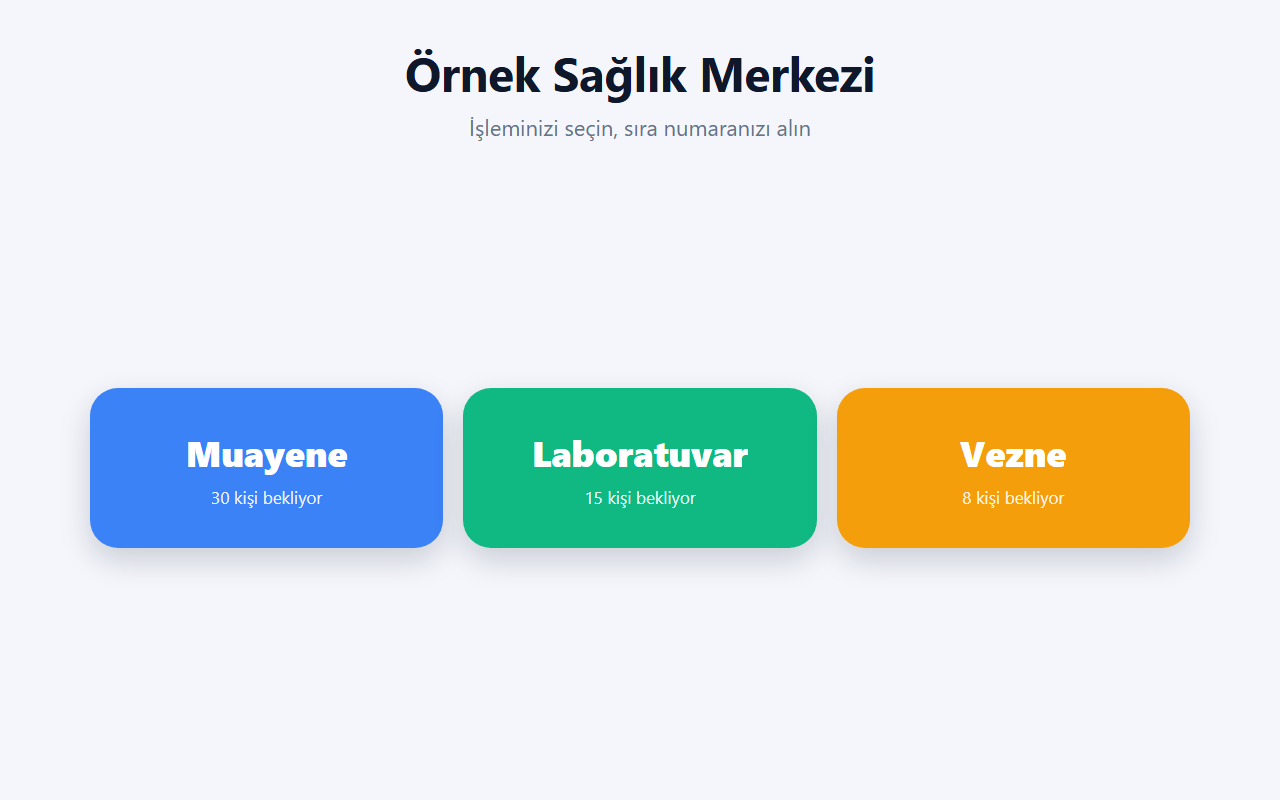 Örnek Sağlık Merkezi
İşleminizi seçin, sıra numaranızı alın
Muayene
30 kişi bekliyor
Laboratuvar
15 kişi bekliyor
Vezne
8 kişi bekliyor